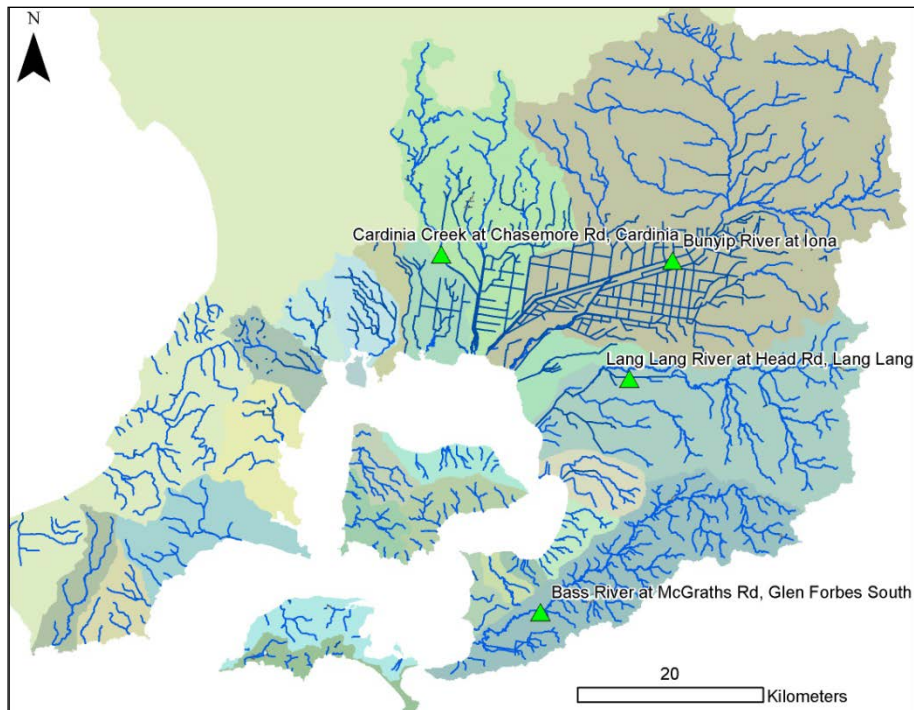 N
Cardinia Creek at Chasemore Rd, Cardinia
Bunyip River at Iona
Lang Lang River at Head Rd, Lang Lang
Bass River at McGraths Rd, Glen Forbes South
20
Kilometers